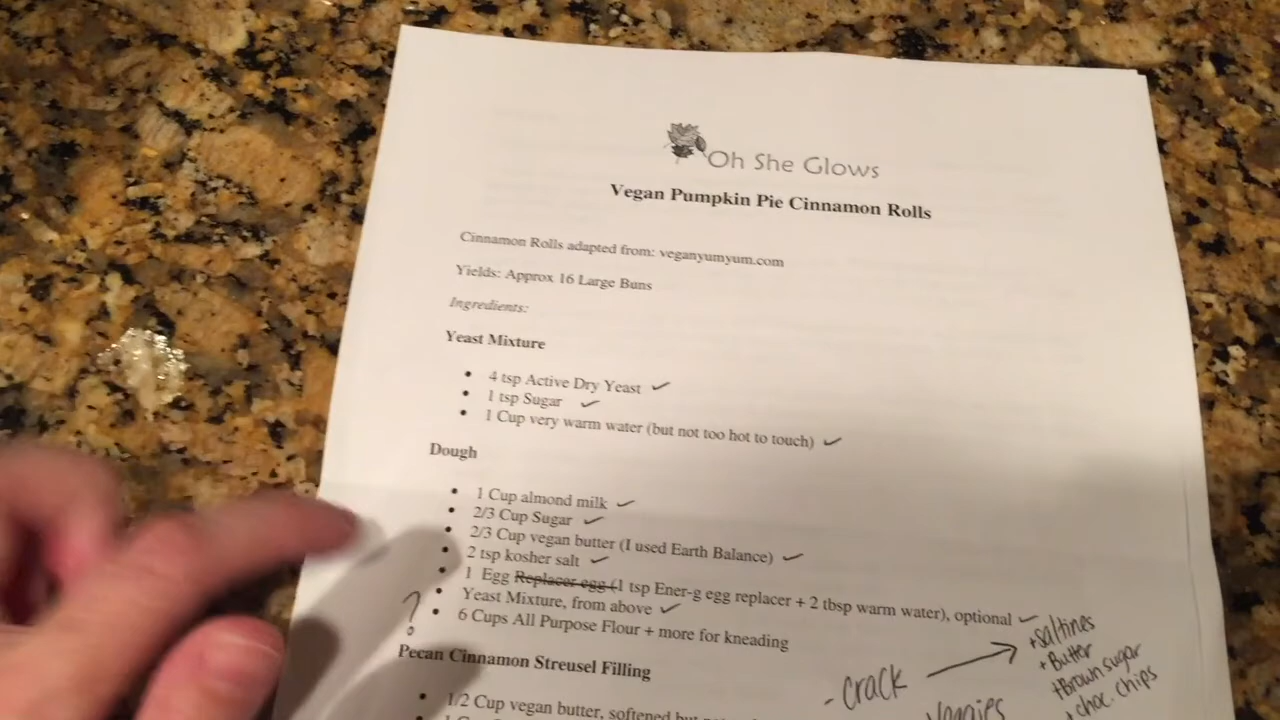 Oh She Glows
Vegan Pumpkin Pie Cinnamon Rolls
Cinnamon Rolls adapted from: veganyumyum.com
Yields: Approx 16 Large Buns
Ingredients:
Yeast Mixture
• 4 tsp Active Dry Yeast ✓
• 1 tsp Sugar ✓
• 1 Cup very warm water (but not too hot to touch) ✓
Dough
• 1 Cup almond milk ✓
• 2/3 Cup Sugar ✓
• 2/3 Cup vegan butter (I used Earth Balance) ✓
• 2 tsp kosher salt ✓
• 1 Egg Replacer egg (1 tsp Ener-g egg replacer + 2 tbsp warm water), optional ✓
• Yeast Mixture, from above ✓
? • 6 Cups All Purpose Flour + more for kneading
Pecan Cinnamon Streusel Filling
• 1/2 Cup vegan butter, softened but
- crack → +saltines
+Butter
+Brown sugar
+choc. chips
Veggies